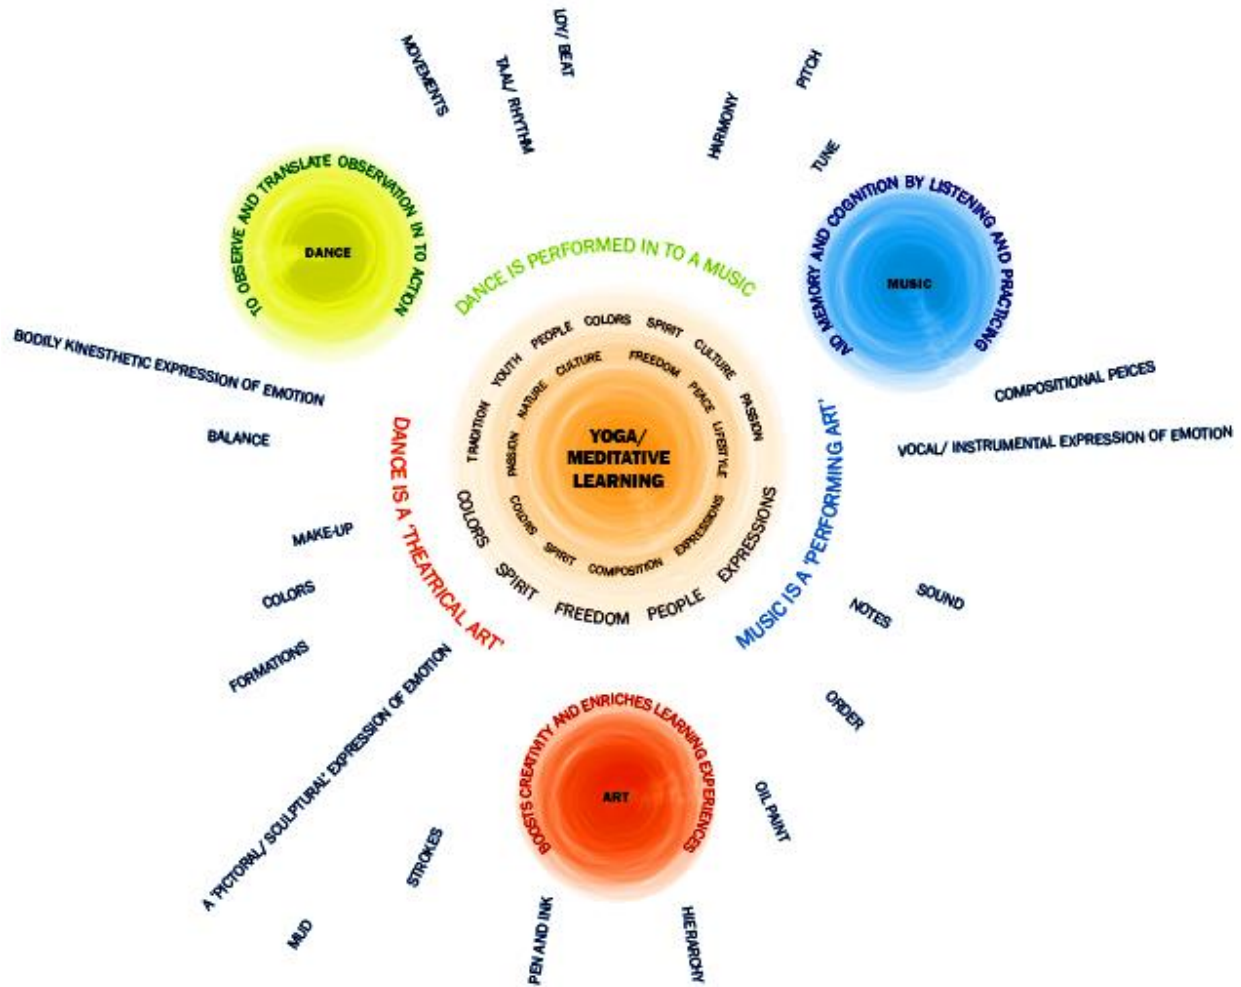 LOY/ BEAT
MOVEMENTS
TAAL/ RHYTHM
PITCH
HARMONY
TUNE
TO OBSERVE AND TRANSLATE OBSERVATION IN TO ACTION
DANCE
AID MEMORY AND COGNITION BY LISTENING AND PRACTICING
MUSIC
DANCE IS PERFORMED IN TO A MUSIC
BODILY KINESTHETIC EXPRESSION OF EMOTION
BALANCE
COMPOSITIONAL PEICES
VOCAL/ INSTRUMENTAL EXPRESSION OF EMOTION
TRADITION YOUTH PEOPLE COLORS SPIRIT CULTURE PASSION
PASSION NATURE CULTURE FREEDOM PEACE LIFESTYLE
YOGA/
MEDITATIVE
LEARNING
COLORS SPIRIT COMPOSITION EXPRESSIONS
COLORS SPIRIT FREEDOM PEOPLE EXPRESSIONS
DANCE IS A 'THEATRICAL ART'
MUSIC IS A 'PERFORMING ART'
MAKE-UP
COLORS
FORMATIONS
SOUND
NOTES
ORDER
A 'PICTORAL/ SCULPTURAL' EXPRESSION OF EMOTION
BOOSTS CREATIVITY AND ENRICHES LEARNING EXPERIENCES
ART
OIL PAINT
STROKES
MUD
PEN AND INK
HIERARCHY